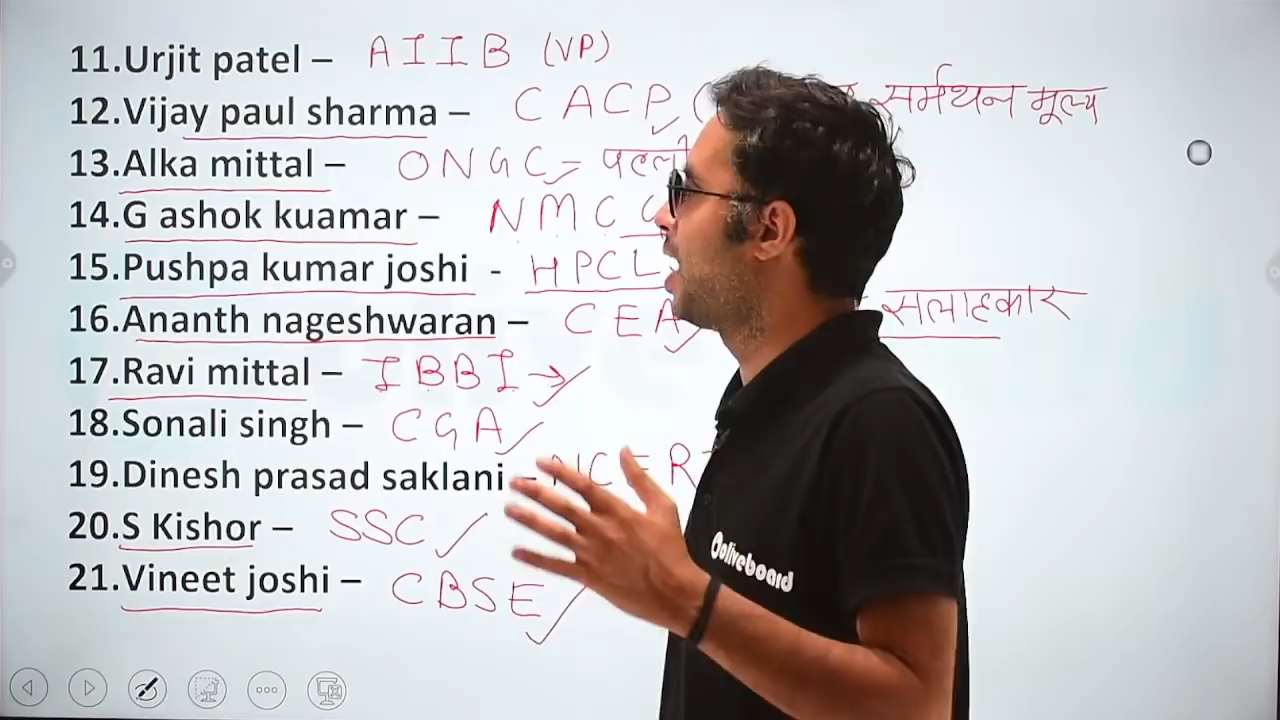 11.Urjit patel – AIIB (VP)
12.Vijay paul sharma – CACP ( समर्थन मूल्य
13.Alka mittal – ONGC –
14.G ashok kuamar – NMCG
15.Pushpa kumar joshi - HPCL
16.Ananth nageshwaran – CEA सलाहकार
17.Ravi mittal – IBBI →
18.Sonali singh – CGA
19.Dinesh prasad saklani – NCERT
20.S Kishor – SSC
21.Vineet joshi – CBSE
oliveboard